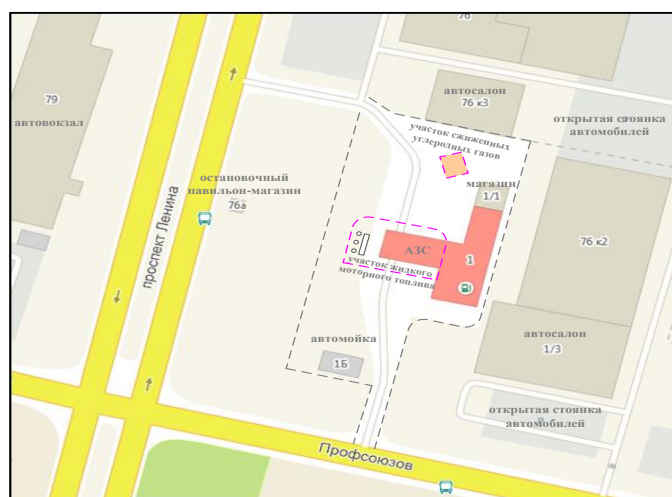 76
79
автовокзал
автосалон
76 к3
открытая стоянка
автомобилей
участок сжиженных
углеродных газов
остановочный
павильон-магазин
76а
магазин
1/1
проспект Ленина
АЗС
1
76 к2
участок жидкого
моторного топлива
автомойка
1Б
автосалон
1/3
открытая стоянка
автомобилей
Профсоюзов